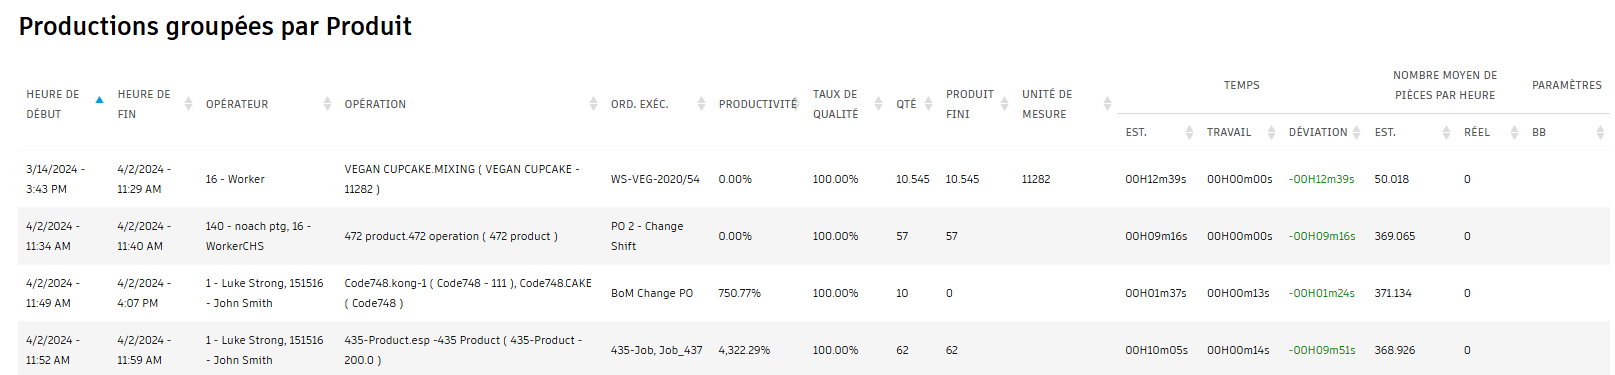 Productions groupées par Produit
HEURE DE DÉBUT HEURE DE FIN OPÉRATEUR OPÉRATION ORD. EXÉC. PRODUCTIVITÉ TAUX DE QUALITÉ QTÉ PRODUIT FINI UNITÉ DE MESURE TEMPS NOMBRE MOYEN DE PIÈCES PAR HEURE PARAMÈTRES
EST. TRAVAIL DÉVIATION EST. RÉEL BB
3/14/2024 - 3:43 PM 4/2/2024 - 11:29 AM 16 - Worker VEGAN CUPCAKE.MIXING ( VEGAN CUPCAKE - 11282 ) WS-VEG-2020/54 0.00% 100.00% 10.545 10.545 11282 00H12m39s 00H00m00s -00H12m39s 50.018 0
4/2/2024 - 11:34 AM 4/2/2024 - 11:40 AM 140 - noach ptg, 16 - WorkerCHS 472 product.472 operation ( 472 product ) PO 2 - Change Shift 0.00% 100.00% 57 57 00H09m16s 00H00m00s -00H09m16s 369.065 0
4/2/2024 - 11:49 AM 4/2/2024 - 4:07 PM 1 - Luke Strong, 151516 - John Smith Code748.kong-1 ( Code748 - 111 ), Code748.CAKE ( Code748 ) BoM Change PO 750.77% 100.00% 10 0 00H01m37s 00H00m13s -00H01m24s 371.134 0
4/2/2024 - 11:52 AM 4/2/2024 - 11:59 AM 1 - Luke Strong, 151516 - John Smith 435-Product.esp -435 Product ( 435-Product - 200.0 ) 435-Job, Job_437 4,322.29% 100.00% 62 62 00H10m05s 00H00m14s -00H09m51s 368.926 0